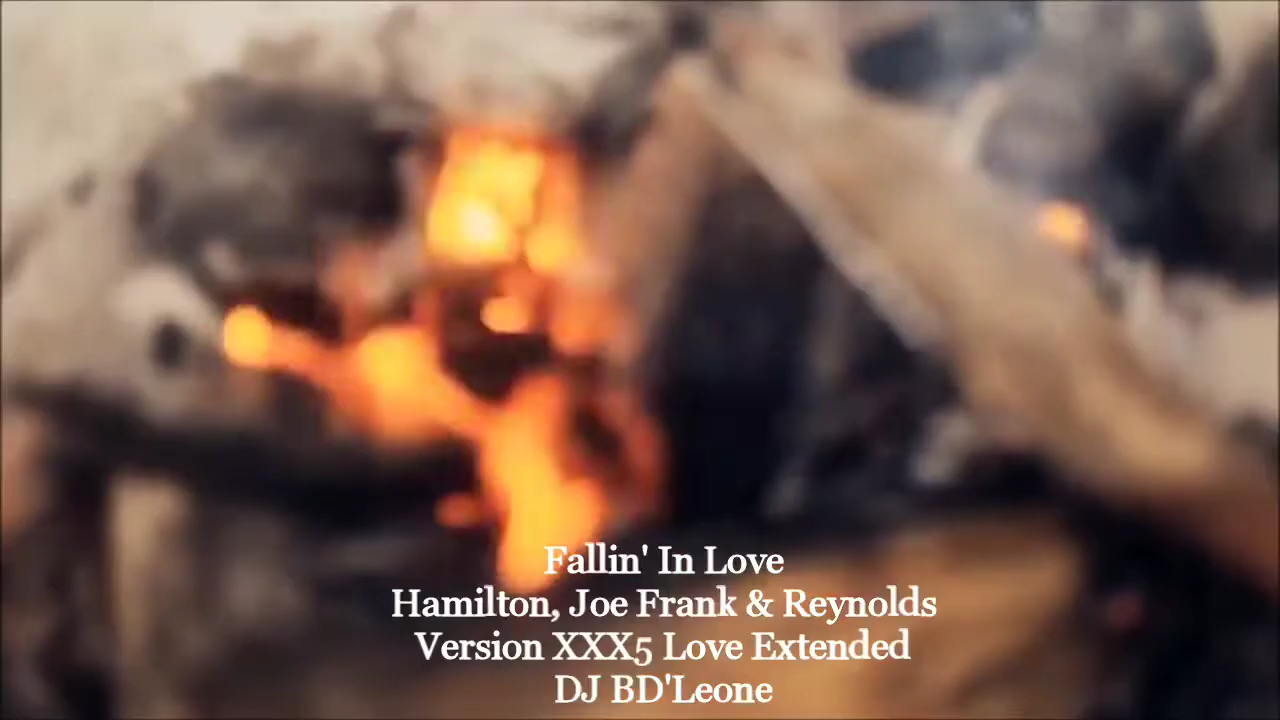 Fallin' In Love
Hamilton, Joe Frank & Reynolds
Version XXX5 Love Extended
DJ BD'Leone